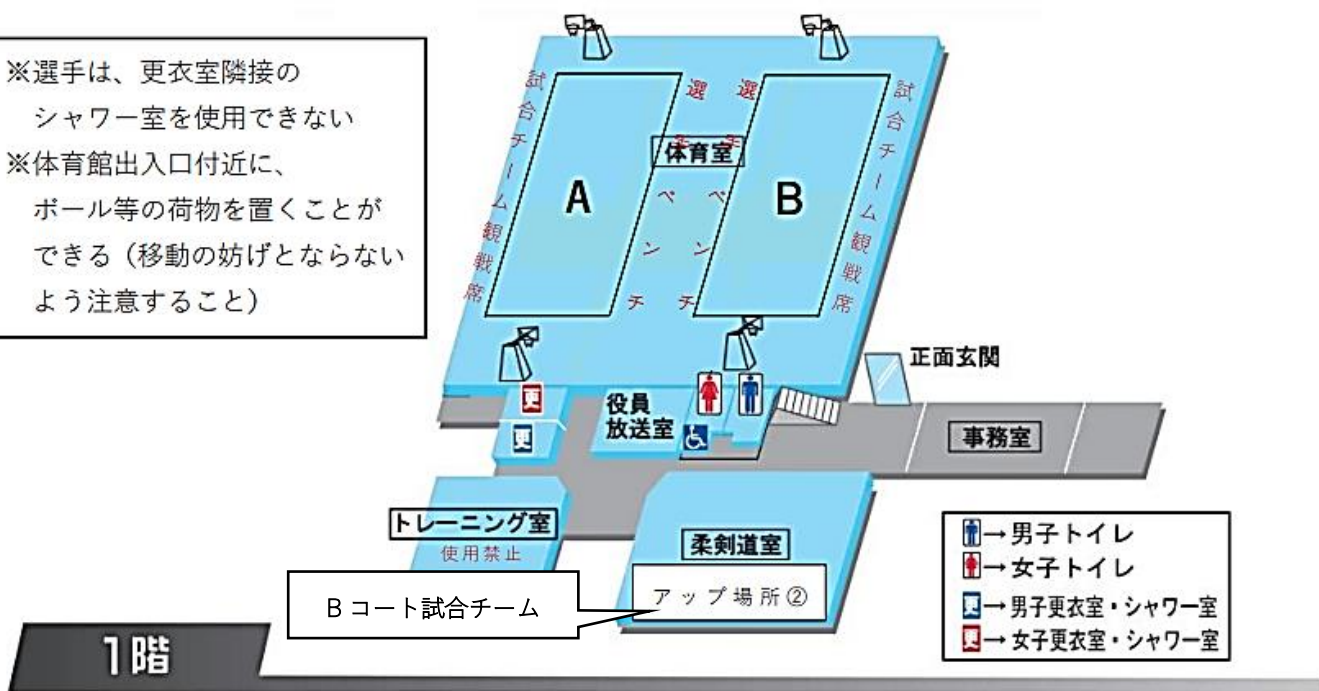 ※選手は、更衣室隣接の
シャワー室を使用できない
※体育館出入口付近に、
ボール等の荷物を置くことが
できる（移動の妨げとならない
よう注意すること）
試合チーム観戦席
A
選手ベンチ
体育室
選手ベンチ
B
試合チーム観戦席
正面玄関
更
更
役員
放送室
事務室
トレーニング室
使用禁止
柔剣道室
アップ場所②
Bコート試合チーム
→男子トイレ
→女子トイレ
更→男子更衣室・シャワー室
更→女子更衣室・シャワー室
1階